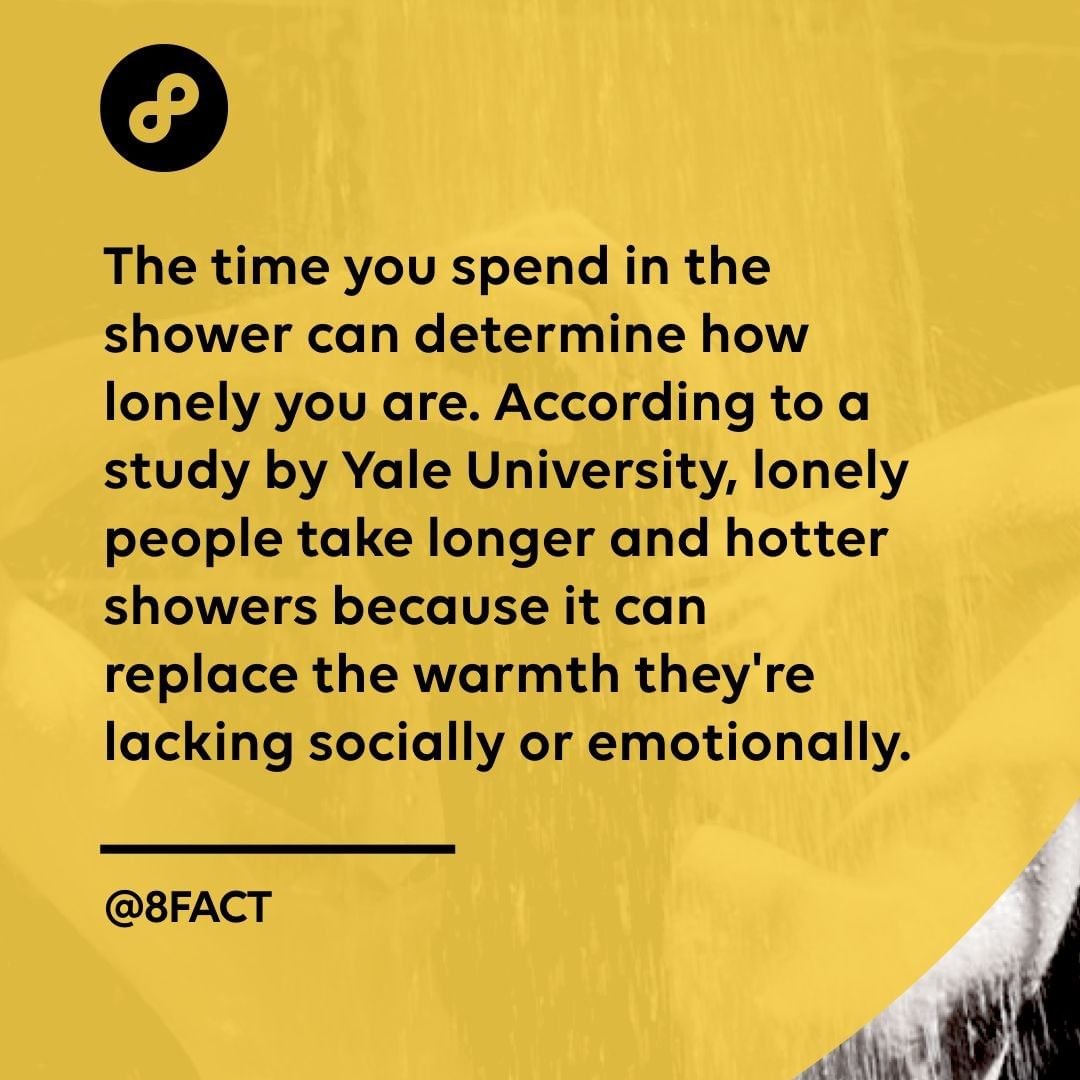 The time you spend in the
shower can determine how
lonely you are. According to a
study by Yale University, lonely
people take longer and hotter
showers because it can
replace the warmth they're
lacking socially or emotionally.
@8FACT